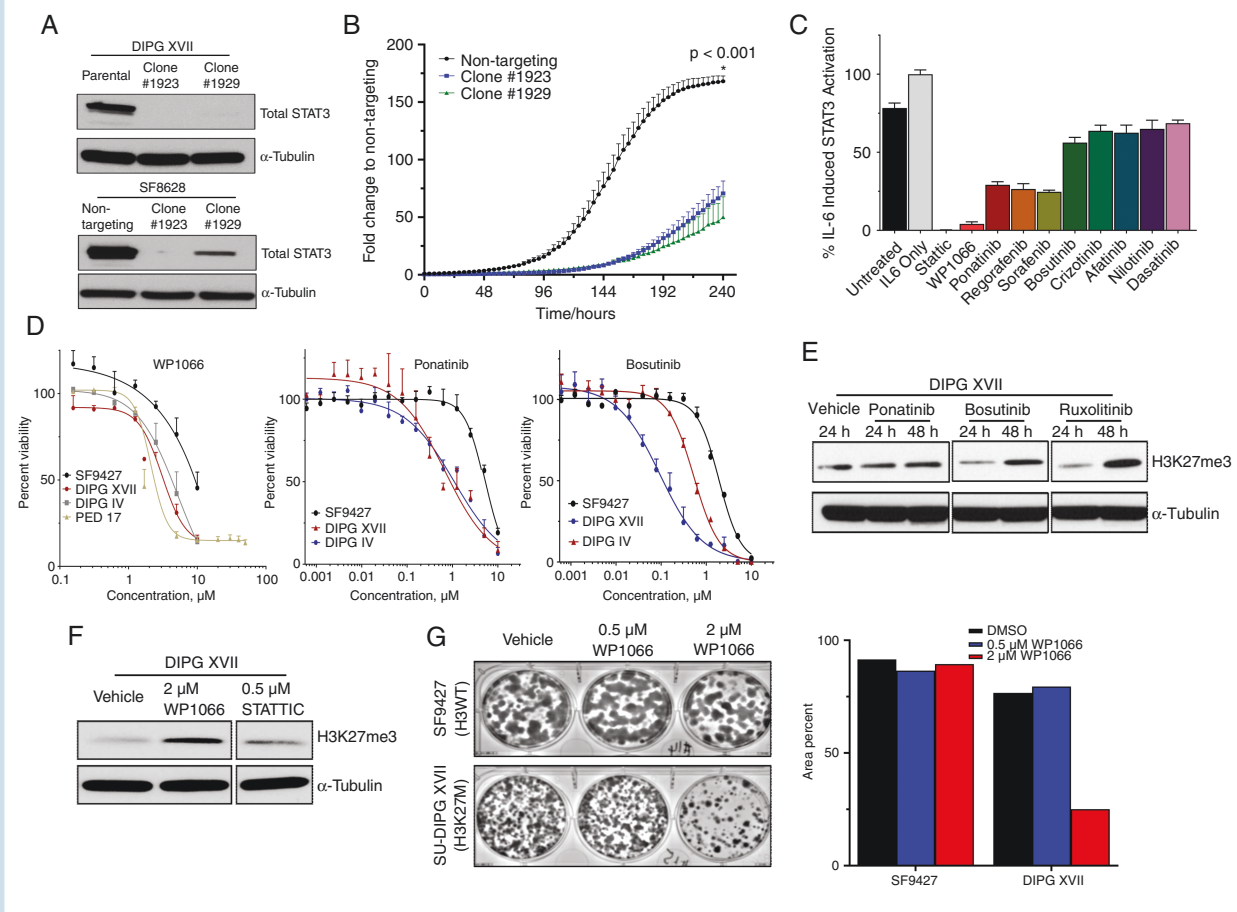 A
DIPG XVII
Parental
Clone
#1923
Clone
#1929
Total STAT3
α-Tubulin
SF8628
Non-
targeting
Clone
#1923
Clone
#1929
Total STAT3
α-Tubulin
B
Fold change to non-targeting
200
150
100
50
0
Non-targeting
Clone #1923
Clone #1929
p < 0.001
*
0 48 96 144 192 240
Time/hours
C
% IL-6 Induced STAT3 Activation
100
50
0
Untreated
IL6 Only
Stattic
WP1066
Ponatinib
Regorafenib
Sorafenib
Bosutinib
Crizotinib
Afatinib
Nilotinib
Dasatinib
D
WP1066
Percent viability
100
50
0
SF9427
DIPG XVII
DIPG IV
PED 17
0.1 1 10 100
Concentration, µM
Ponatinib
Percent viability
100
50
0
SF9427
DIPG XVII
DIPG IV
0.001 0.01 0.1 1 10
Concentration, µM
Bosutinib
Percent viability
100
50
0
SF9427
DIPG XVII
DIPG IV
0.001 0.01 0.1 1 10
Concentration, µM
E
DIPG XVII
Vehicle Ponatinib Bosutinib Ruxolitinib
24 h 24 h 48 h 24 h 48 h 24 h 48 h
H3K27me3
α-Tubulin
F
DIPG XVII
Vehicle
2 µM
WP1066
0.5 µM
STATTIC
H3K27me3
α-Tubulin
G
Vehicle
0.5 µM
WP1066
2 µM
WP1066
SF9427
(H3WT)
SU-DIPG XVII
(H3K27M)
DMSO
0.5 µM WP1066
2 µM WP1066
Area percent
100
50
0
SF9427
DIPG XVII